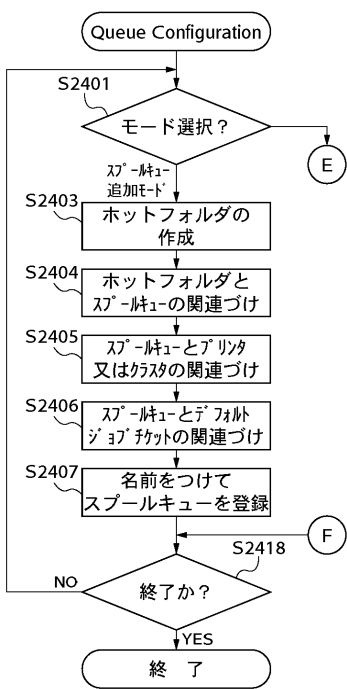 Queue Configuration
S2401
モード選択？
E
ｽﾌﾟｰﾙｷｭｰ
追加ﾓｰﾄﾞ
S2403
ホットフォルダの
作成
S2404
ホットフォルダと
ｽﾌﾟｰﾙｷｭｰの関連づけ
S2405
ｽﾌﾟｰﾙｷｭｰとﾌﾟﾘﾝﾀ
又はｸﾗｽﾀの関連づけ
S2406
ｽﾌﾟｰﾙｷｭｰとﾃﾞﾌｫﾙﾄ
ｼﾞｮﾌﾞﾁｹｯﾄの関連づけ
S2407
名前をつけて
スプールキューを登録
F
S2418
NO
終了か？
YES
終　了